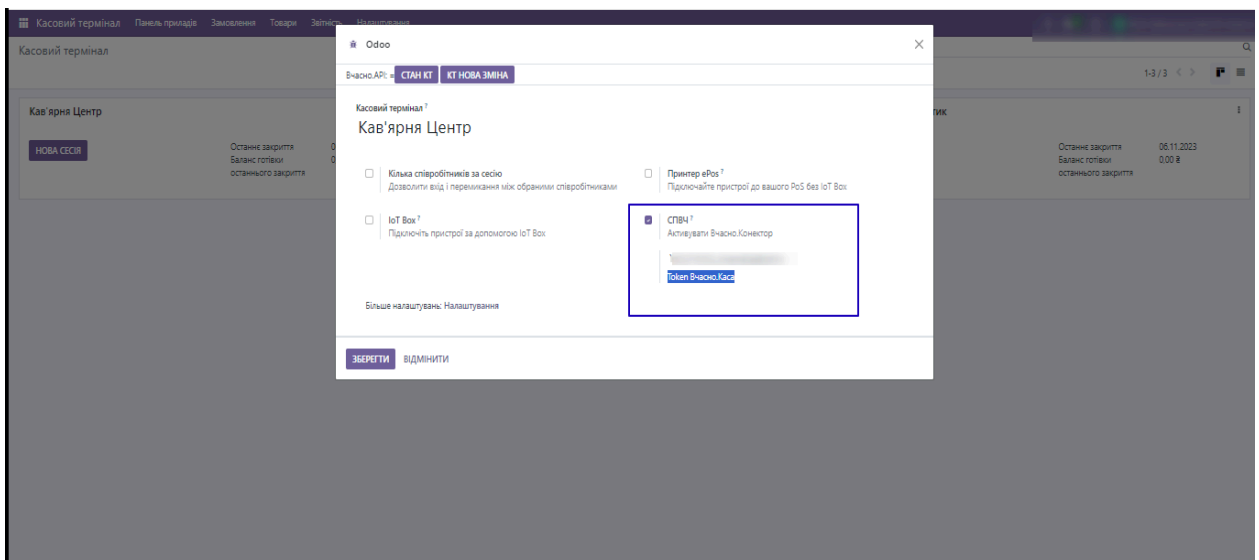 Касовий термінал Панель приладів Замовлення Товари Звітність Налаштування
Касовий термінал
1-3 / 3
Odoo
Вчасно.API: » СТАН КТ КТ НОВА ЗМІНА
Касовий термінал ?
Кав'ярня Центр
Кілька співробітників за сесію
Дозволити вхід і перемикання між обраними співробітниками
Принтер ePos ?
Підключайте пристрої до вашого PoS без IoT Box
IoT Box ?
Підключіть пристрої за допомогою IoT Box
СПВЧ ?
Активувати Вчасно.Конектор
Token Вчасно.Каса
Більше налаштувань: Налаштування
ЗБЕРЕГТИ ВІДМІНИТИ
Кав'ярня Центр
НОВА СЕСІЯ
Останнє закриття
Баланс готівки
останнього закриття
тик
Останнє закриття 06.11.2023
Баланс готівки 0,00 ₴
останнього закриття